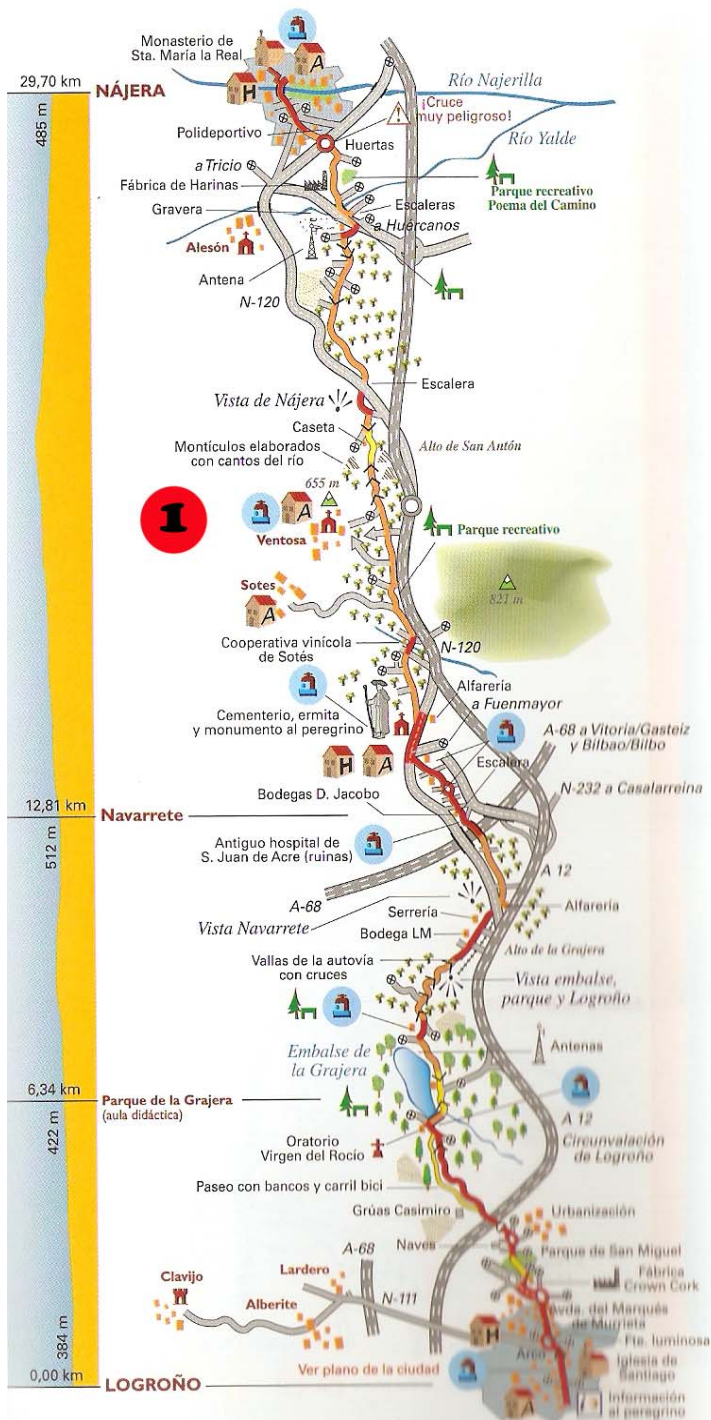 Monasterio de
Sta. María la Real
A
H
29,70 km
NÁJERA
485 m
Río Najerilla
¡Cruce
muy peligroso!
Polideportivo
Huertas
Río Yalde
a Tricio
Fábrica de Harinas
Parque recreativo
Poema del Camino
Gravera
Escaleras
a Huércanos
Alesón
Antena
N-120
Escalera
Vista de Nájera
Caseta
Alto de San Antón
Montículos elaborados
con cantos del río
655 m
1
A
Ventosa
Parque recreativo
Sotes
A
821 m
Cooperativa vinícola
de Sotés
N-120
Alfarería
a Fuenmayor
Cementerio, ermita
y monumento al peregrino
A-68 a Vitoria/Gasteiz
y Bilbao/Bilbo
H
A
Escalera
Bodegas D. Jacobo
N-232 a Casalarreina
12,81 km
Navarrete
512 m
Antiguo hospital de
S. Juan de Acre (ruinas)
A 12
A-68
Vista Navarrete
Serrería
Alfarería
Bodega LM
Alto de la Grajera
Vallas de la autovía
con cruces
Vista embalse,
parque y Logroño
Embalse de
la Grajera
Antenas
6,34 km
Parque de la Grajera
(aula didáctica)
422 m
A 12
Circunvalación
de Logroño
Oratorio
Virgen del Rocío
Paseo con bancos y carril bici
Grúas Casimiro
Urbanización
Naves
Parque de San Miguel
A-68
Fábrica
Crown Cork
Clavijo
Lardero
Alberite
N-111
Avda. del Marqués
de Murrieta
H
Fte. luminosa
384 m
Arco
Ver plano de la ciudad
Iglesia de
Santiago
0,00 km
LOGROÑO
A
i
Información
al peregrino